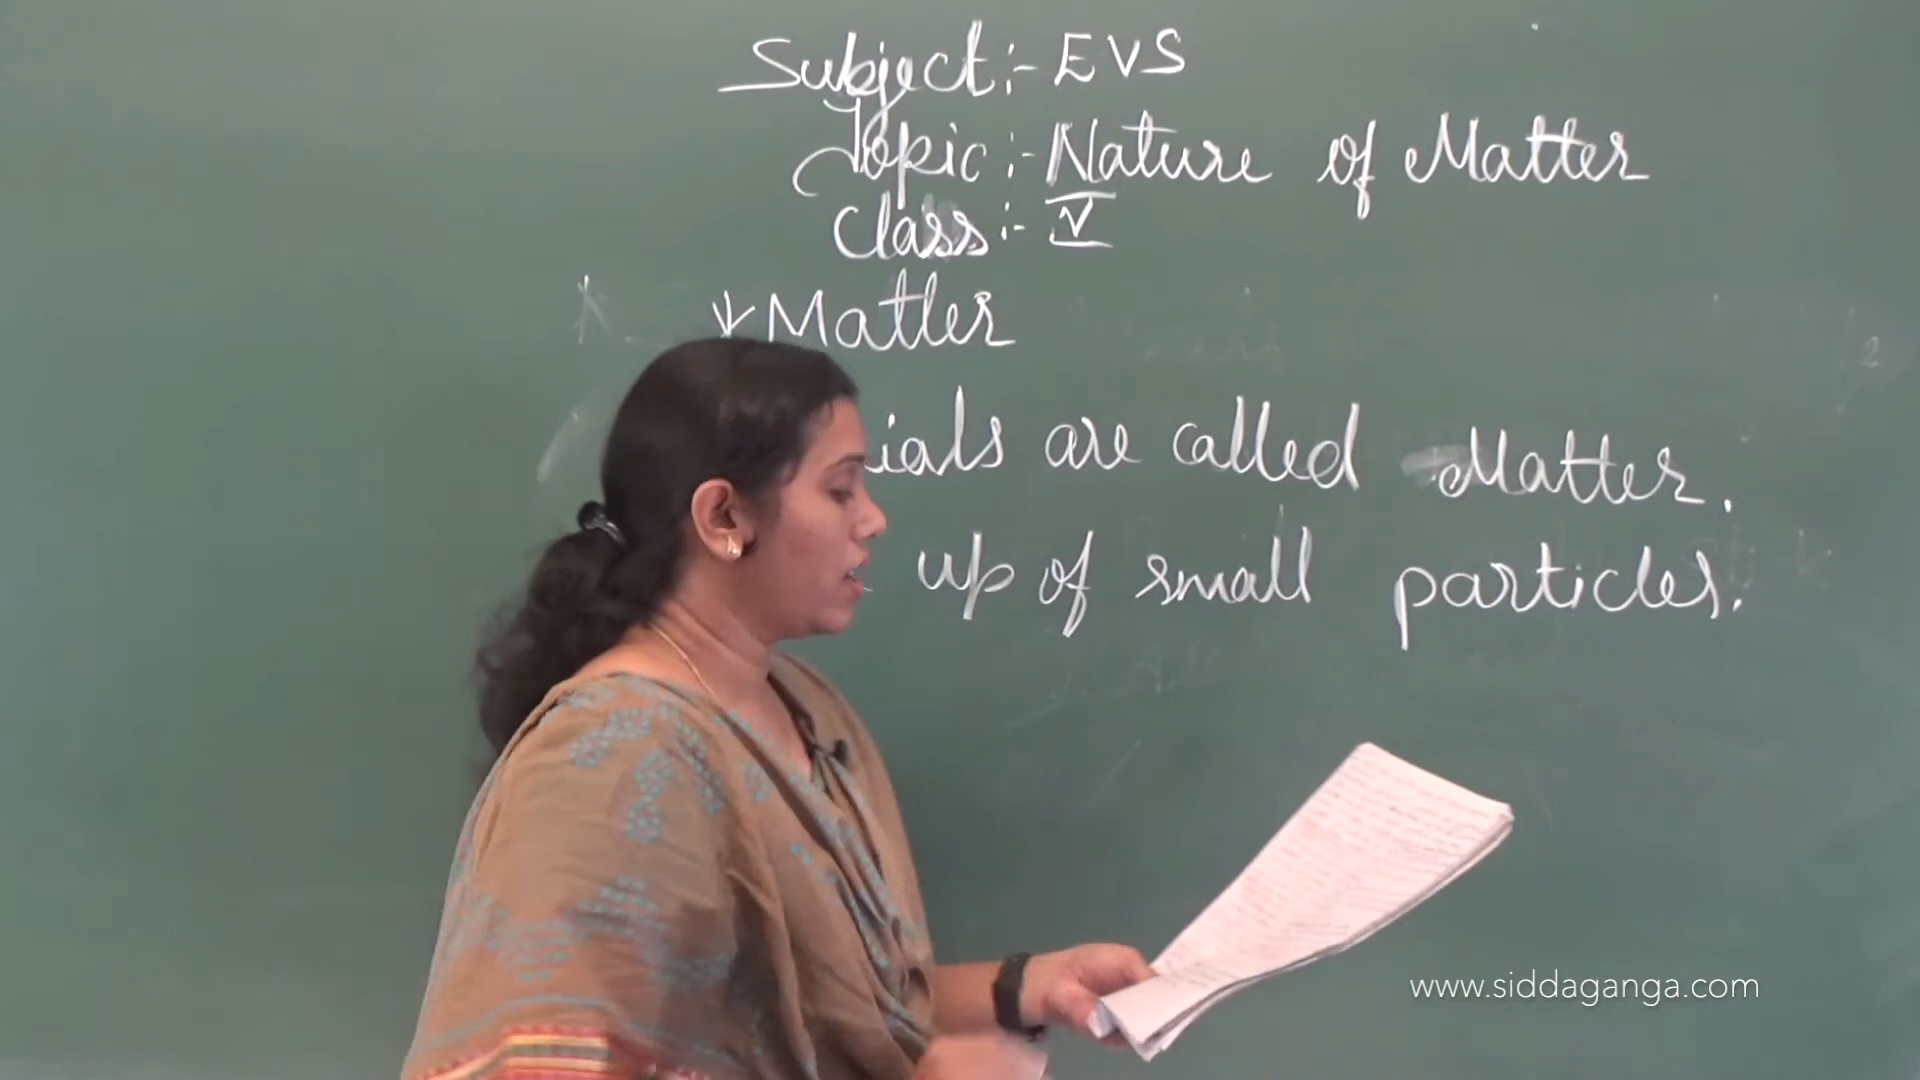 Subject:- EVS
Topic:- Nature of Matter
Class:- V
Matter
ials are called Matter.
up of small particles.
www.siddaganga.com